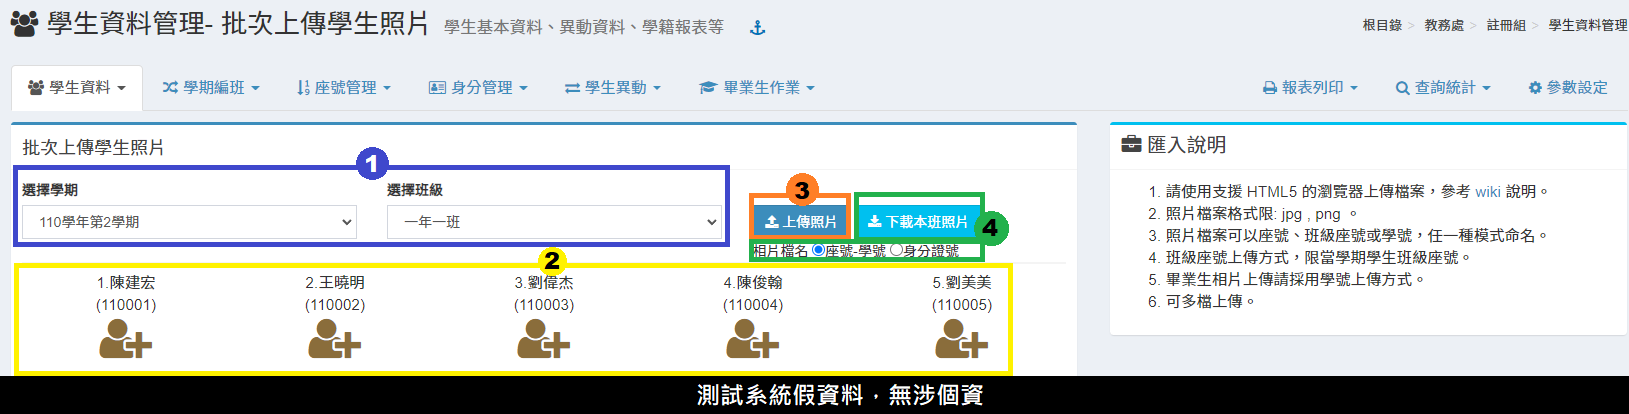 學生資料管理- 批次上傳學生照片 學生基本資料、異動資料、學籍報表等
根目錄 > 教務處 > 註冊組 > 學生資料管理
學生資料 學期編班 座號管理 身分管理 學生異動 畢業生作業 報表列印 查詢統計 參數設定
批次上傳學生照片
1
選擇學期 選擇班級
110學年第2學期 一年一班
3
上傳照片 下載本班照片 4
相片檔名 座號-學號 身分證號
2
1.陳建宏 2.王曉明 3.劉偉杰 4.陳俊翰 5.劉美美
(110001) (110002) (110003) (110004) (110005)
匯入說明
1. 請使用支援 HTML5 的瀏覽器上傳檔案，參考 wiki 說明。
2. 照片檔案格式限: jpg , png 。
3. 照片檔案可以座號、班級座號或學號，任一種模式命名。
4. 班級座號上傳方式，限當學期學生班級座號。
5. 畢業生相片上傳請採用學號上傳方式。
6. 可多檔上傳。
測試系統假資料，無涉個資